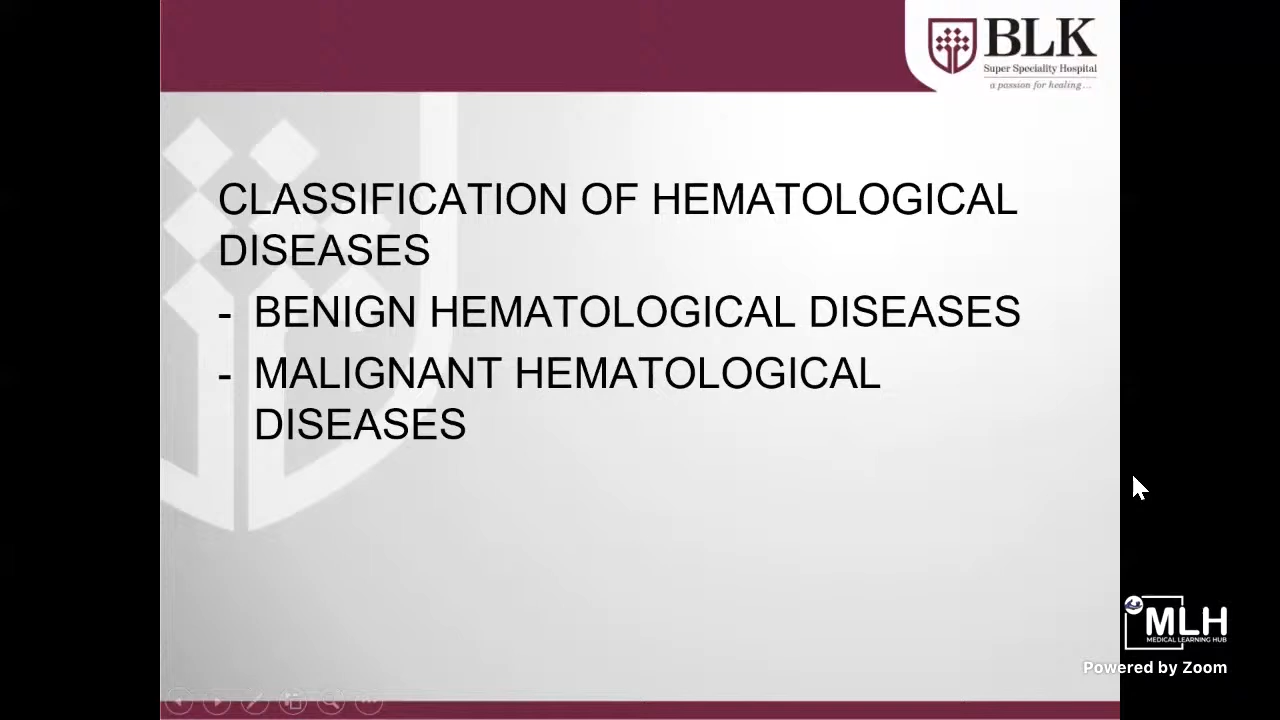 BLK
Super Speciality Hospital
a passion for healing...
CLASSIFICATION OF HEMATOLOGICAL
DISEASES
- BENIGN HEMATOLOGICAL DISEASES
- MALIGNANT HEMATOLOGICAL
DISEASES
MLH
MEDICAL LEARNING HUB
Powered by Zoom